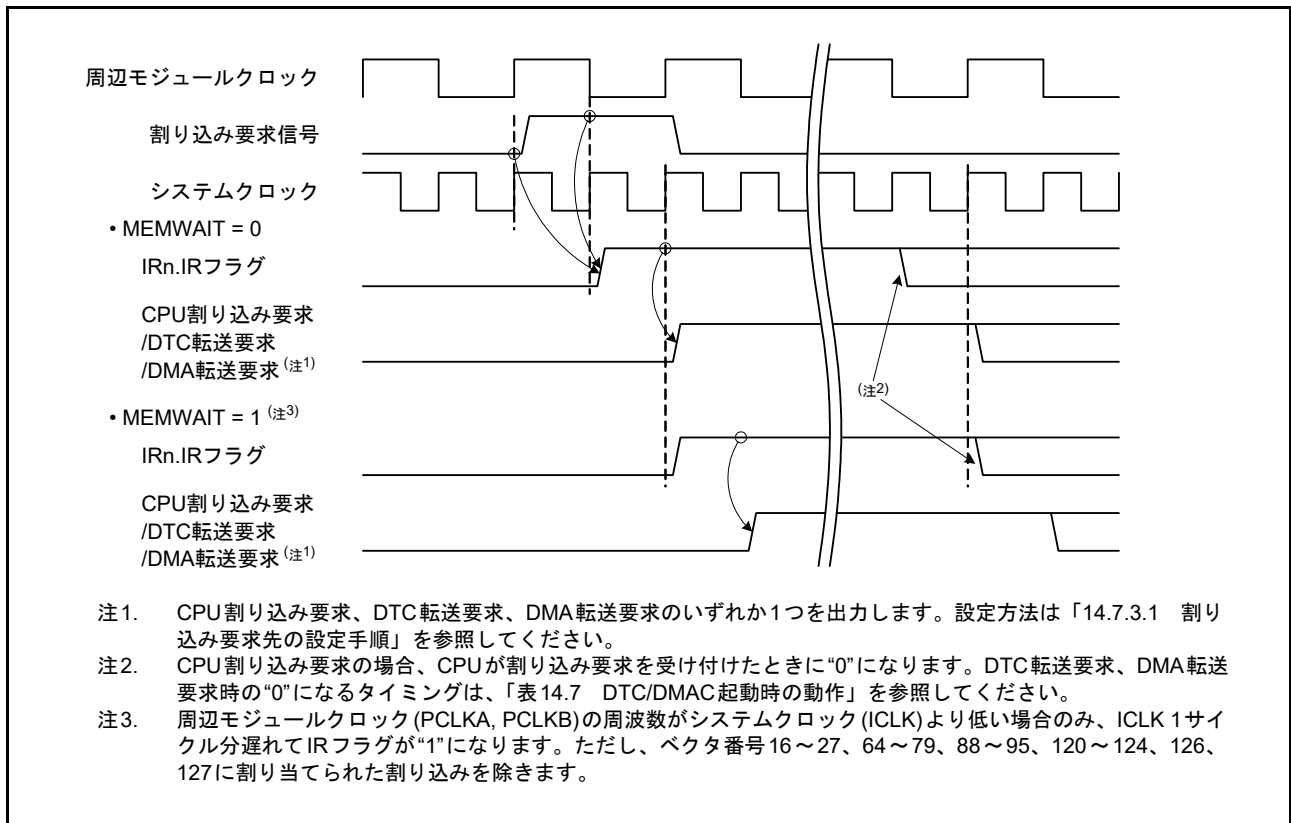 周辺モジュールクロック
割り込み要求信号
システムクロック
• MEMWAIT = 0
IRn.IRフラグ
CPU割り込み要求
/DTC転送要求
/DMA転送要求 (注1)
(注2)
• MEMWAIT = 1 (注3)
IRn.IRフラグ
CPU割り込み要求
/DTC転送要求
/DMA転送要求 (注1)
注1. CPU割り込み要求、DTC転送要求、DMA転送要求のいずれか1つを出力します。設定方法は「14.7.3.1 割り
込み要求先の設定手順」を参照してください。
注2. CPU割り込み要求の場合、CPUが割り込み要求を受け付けたときに“0”になります。DTC転送要求、DMA転送
要求時の“0”になるタイミングは、「表14.7 DTC/DMAC起動時の動作」を参照してください。
注3. 周辺モジュールクロック(PCLKA, PCLKB)の周波数がシステムクロック(ICLK)より低い場合のみ、ICLK 1サイ
クル分遅れてIRフラグが“1”になります。ただし、ベクタ番号16～27、64～79、88～95、120～124、126、
127に割り当てられた割り込みを除きます。